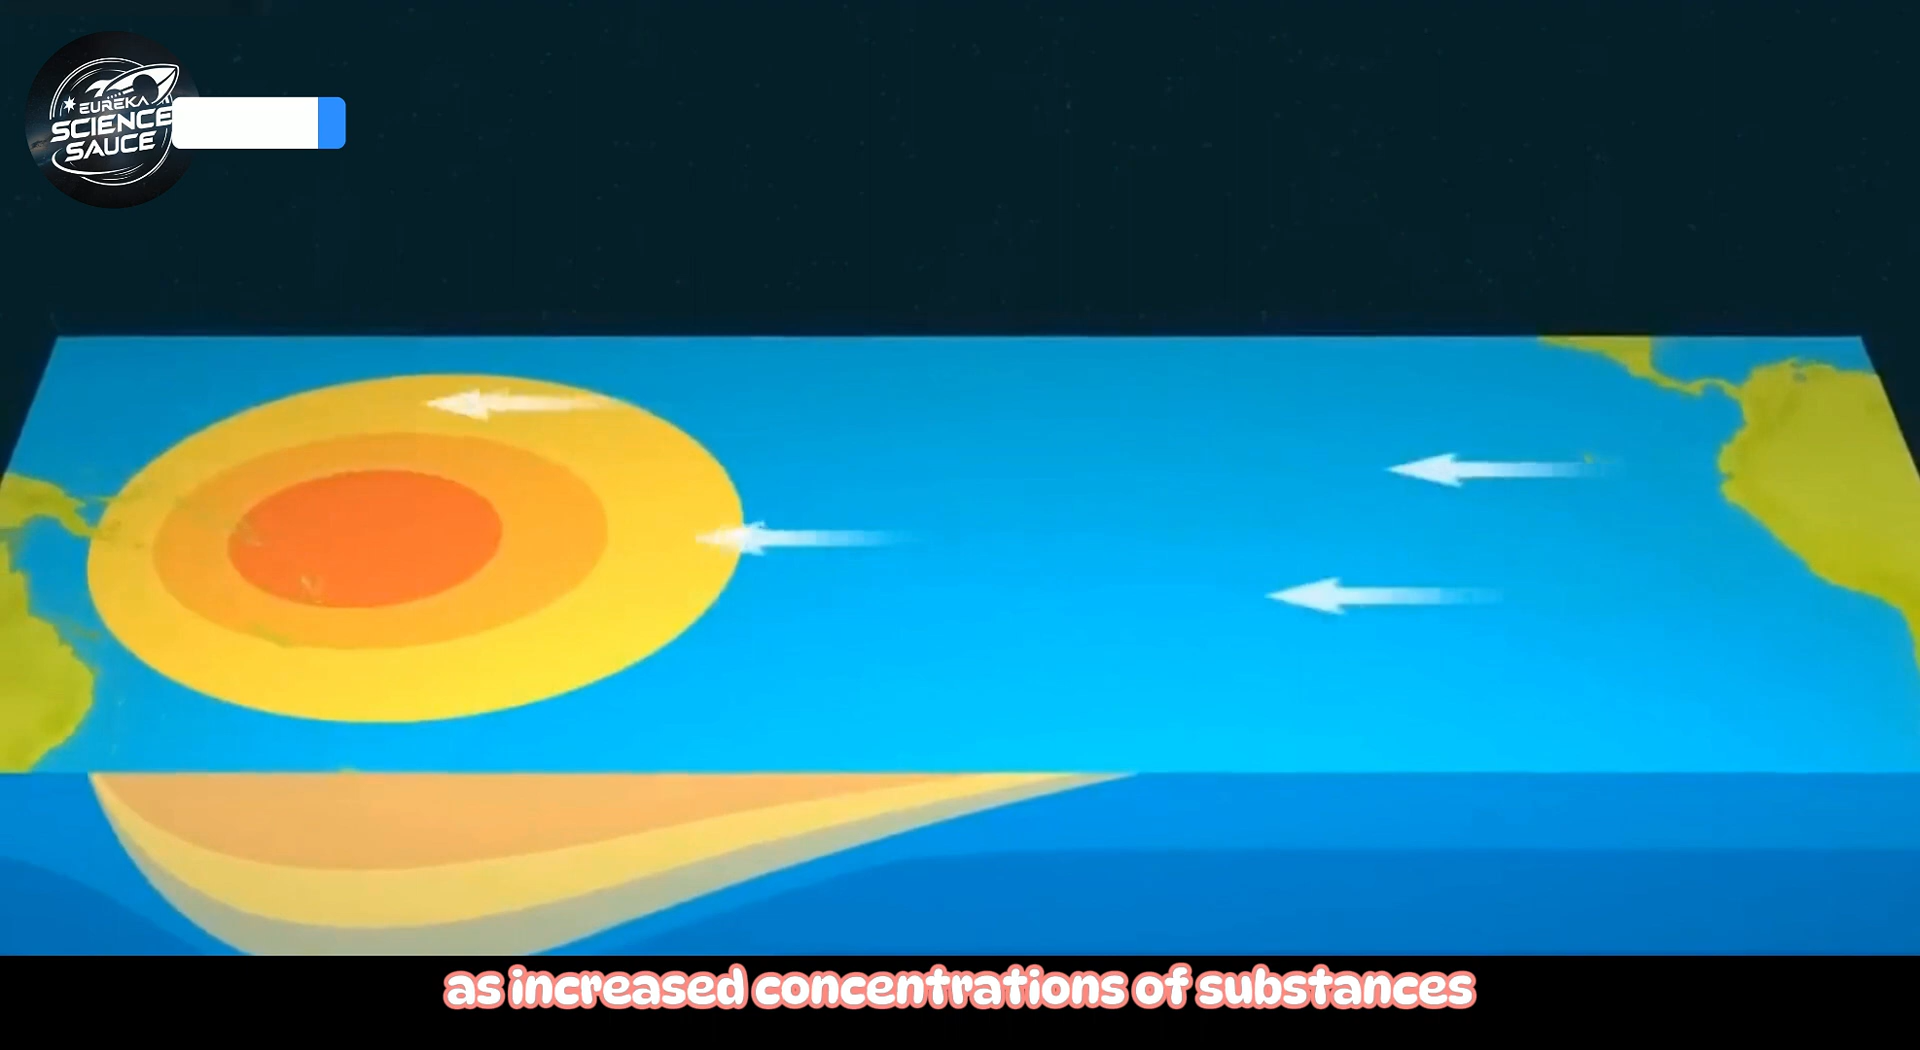 EUREKA
SCIENCE
SAUCE
as increased concentrations of substances